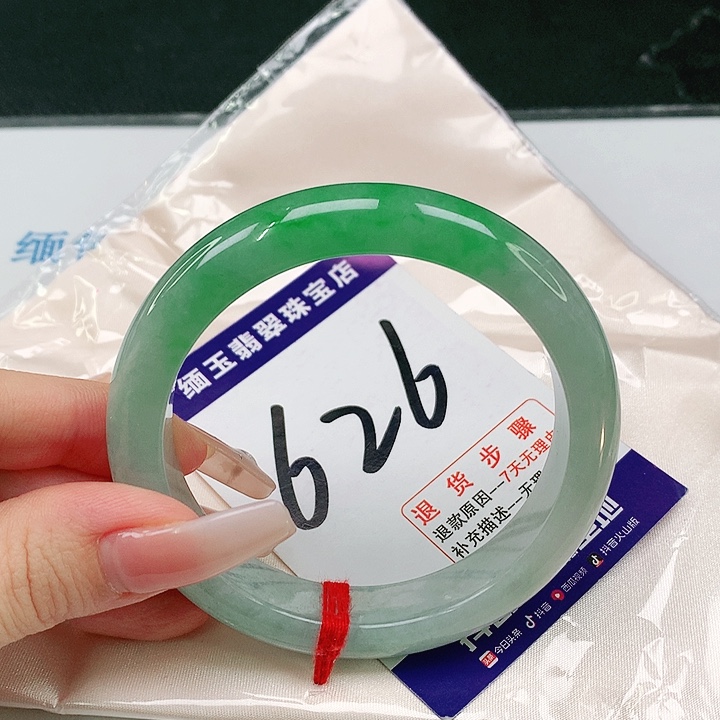 缅
缅玉翡翠珠宝店
626
退货步骤
退款原因--7天无理由
补充描述--无理
抖音火山版
西瓜视频
抖音
今日头条
头条